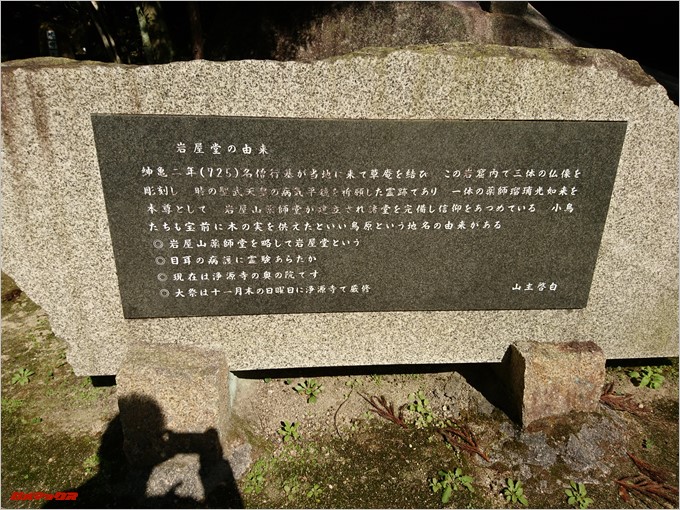 岩屋堂の由来
神亀二年(725)名僧行基が当地に来て草庵を結び この岩窟内で三体の仏像を
彫刻し 時の聖武天皇の病気平穏を祈願した霊跡であり 一体の薬師瑠璃光如来を
本尊として 岩屋山薬師堂が建立され諸堂を完備し信仰をあつめている 小鳥
たちも宝前に木の実を供えたといい鳥原という地名の由来がある
◎ 岩屋山薬師堂を略して岩屋堂という
◎ 目耳の病護に霊験あらたか
◎ 現在は浄源寺の奥の院です
◎ 大祭は十一月末の日曜日に浄源寺で厳修
山主啓白